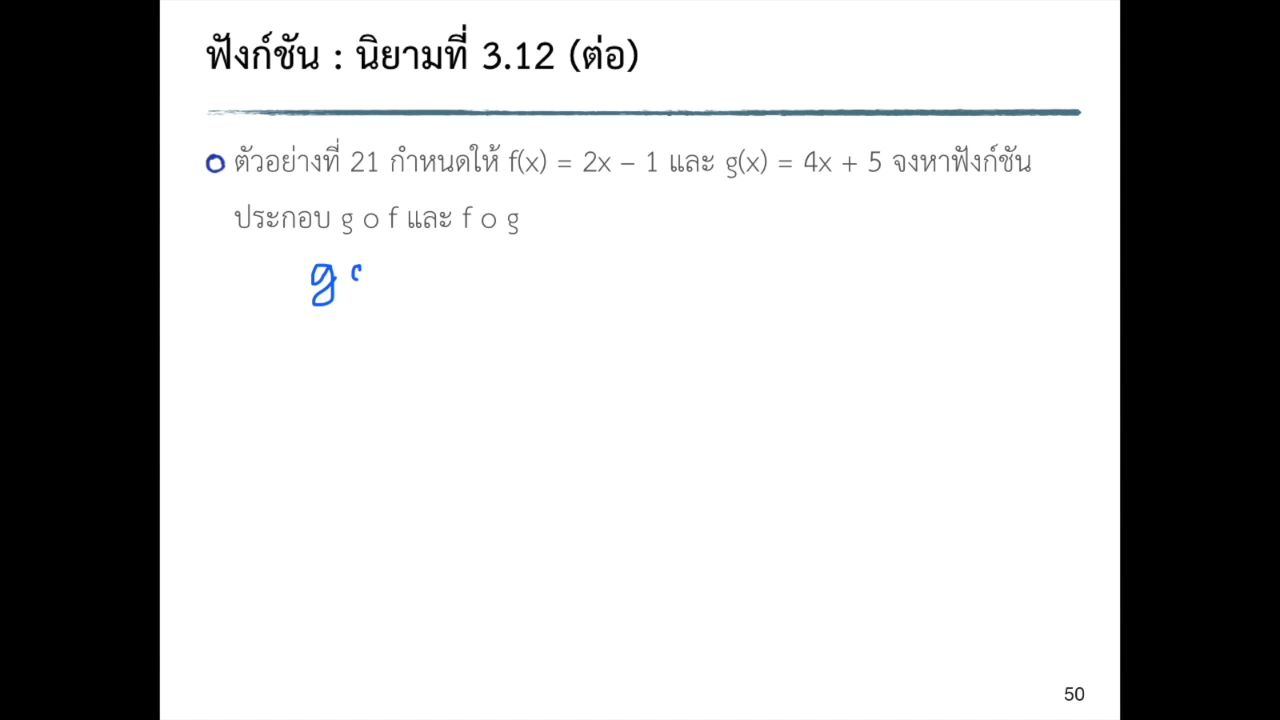 ฟังก์ชัน : นิยามที่ 3.12 (ต่อ)
ตัวอย่างที่ 21 กำหนดให้ f(x) = 2x – 1 และ g(x) = 4x + 5 จงหาฟังก์ชัน
ประกอบ g o f และ f o g
g c
50